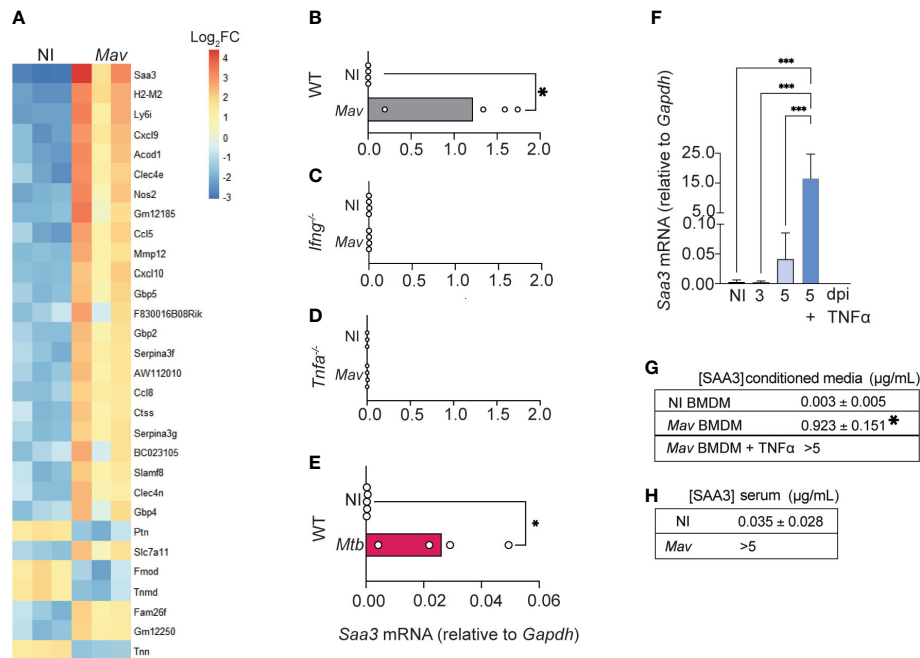 A
NI
Mav
Log2FC
4
3
2
1
0
-1
-2
-3
Saa3
H2-M2
Ly6i
Cxcl9
Acod1
Clec4e
Nos2
Gm12185
Ccl5
Mmp12
Cxcl10
Gbp5
F830016B08Rik
Gbp2
Serpina3f
AW112010
Ccl8
Ctss
Serpina3g
BC023105
Slamf8
Clec4n
Gbp4
Ptn
Slc7a11
Fmod
Tnmd
Fam26f
Gm12250
Tnn
B
WT
NI
Mav
*
0.0 0.5 1.0 1.5 2.0
C
Ifng-/-
NI
Mav
0.0 0.5 1.0 1.5 2.0
D
Tnfa-/-
NI
Mav
0.0 0.5 1.0 1.5 2.0
E
WT
NI
Mtb
*
0.00 0.02 0.04 0.06
Saa3 mRNA (relative to Gapdh)
F
***
***
***
Saa3 mRNA (relative to Gapdh)
25.0
15.0
5.0
0.05
0.00
NI 3 5 5 dpi
+ TNFα
G
[SAA3]conditioned media (µg/mL)
NI BMDM 0.003 ± 0.005
Mav BMDM 0.923 ± 0.151 *
Mav BMDM + TNFα >5
H
[SAA3] serum (µg/mL)
NI 0.035 ± 0.028
Mav >5